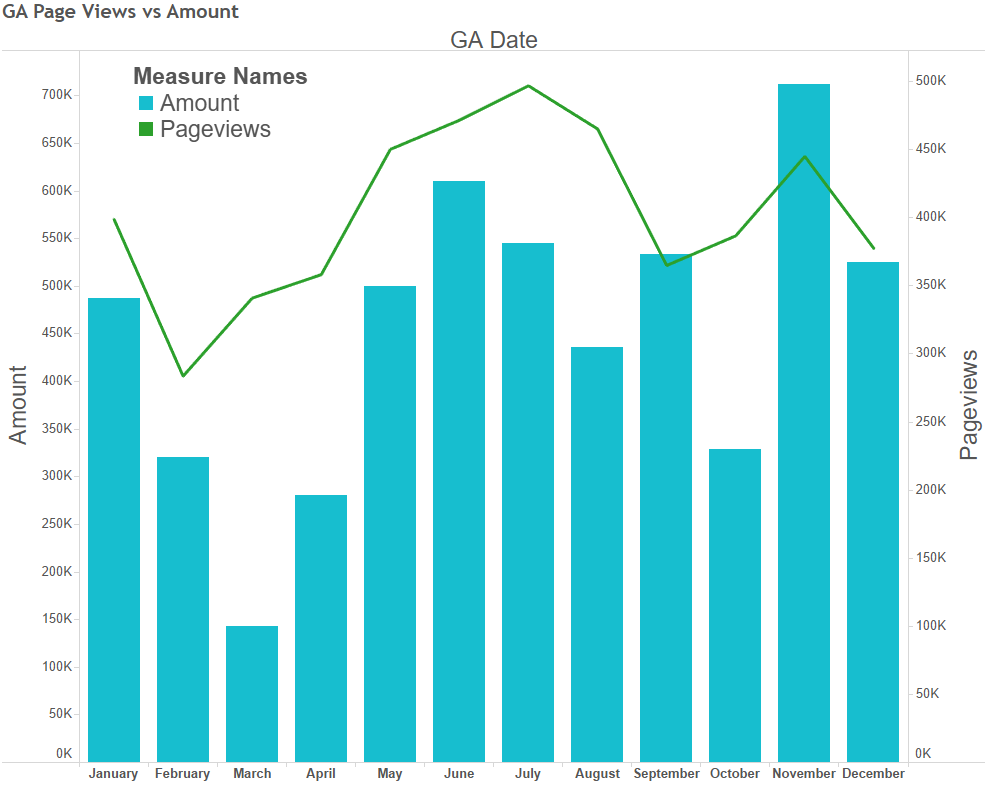 GA Page Views vs Amount
GA Date
Measure Names
Amount
Pageviews
700K
650K
600K
550K
500K
450K
400K
350K
300K
250K
200K
150K
100K
50K
0K
Amount
500K
450K
400K
350K
300K
250K
200K
150K
100K
50K
0K
Pageviews
January February March April May June July August September October November December